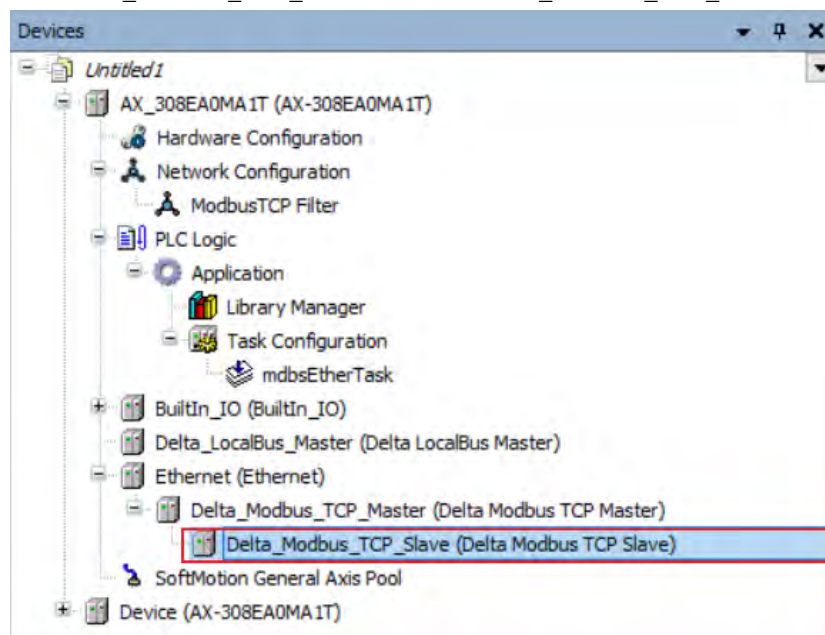 Devices
Untitled1
AX_308EA0MA1T (AX-308EA0MA1T)
Hardware Configuration
Network Configuration
ModbusTCP Filter
PLC Logic
Application
Library Manager
Task Configuration
mdbsEtherTask
BuiltIn_IO (BuiltIn_IO)
Delta_LocalBus_Master (Delta LocalBus Master)
Ethernet (Ethernet)
Delta_Modbus_TCP_Master (Delta Modbus TCP Master)
Delta_Modbus_TCP_Slave (Delta Modbus TCP Slave)
SoftMotion General Axis Pool
Device (AX-308EA0MA1T)